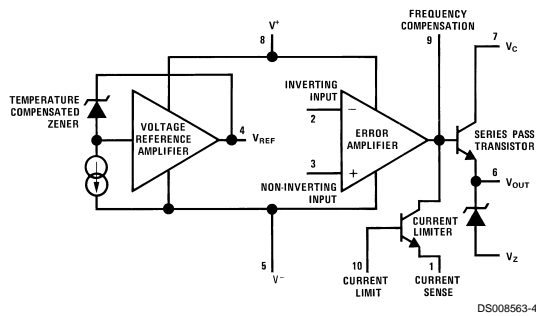 FREQUENCY
COMPENSATION
V+
8
9
7
VC
TEMPERATURE
COMPENSATED
ZENER
VOLTAGE
REFERENCE
AMPLIFIER
4
VREF
INVERTING
INPUT
2
−
ERROR
AMPLIFIER
3
+
NON-INVERTING
INPUT
SERIES PASS
TRANSISTOR
6
VOUT
CURRENT
LIMITER
5
V−
10
CURRENT
LIMIT
1
CURRENT
SENSE
VZ
DS008563-4